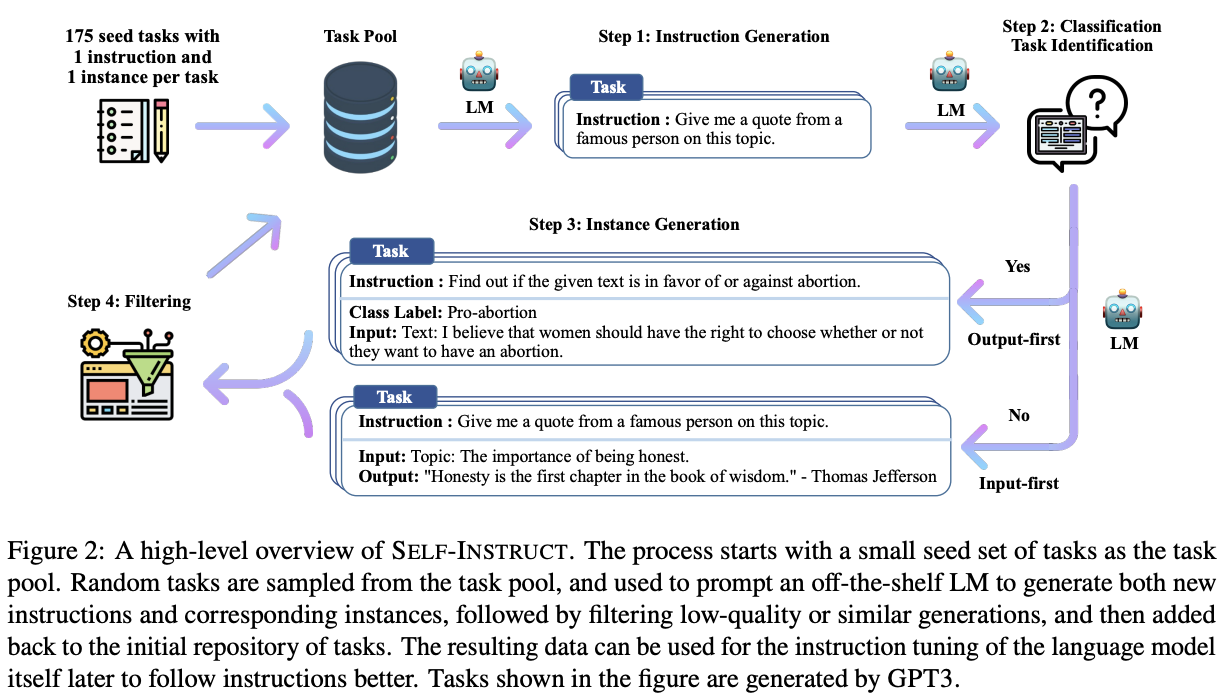 175 seed tasks with
1 instruction and
1 instance per task
Task Pool
LM
Step 1: Instruction Generation
Task
Instruction : Give me a quote from a
famous person on this topic.
LM
Step 2: Classification
Task Identification
?
Step 3: Instance Generation
Task
Instruction : Find out if the given text is in favor of or against abortion.
Class Label: Pro-abortion
Input: Text: I believe that women should have the right to choose whether or not
they want to have an abortion.
Yes
Output-first
LM
Task
Instruction : Give me a quote from a famous person on this topic.
Input: Topic: The importance of being honest.
Output: "Honesty is the first chapter in the book of wisdom." - Thomas Jefferson
No
Input-first
Step 4: Filtering
Figure 2: A high-level overview of SELF-INSTRUCT. The process starts with a small seed set of tasks as the task
pool. Random tasks are sampled from the task pool, and used to prompt an off-the-shelf LM to generate both new
instructions and corresponding instances, followed by filtering low-quality or similar generations, and then added
back to the initial repository of tasks. The resulting data can be used for the instruction tuning of the language model
itself later to follow instructions better. Tasks shown in the figure are generated by GPT3.